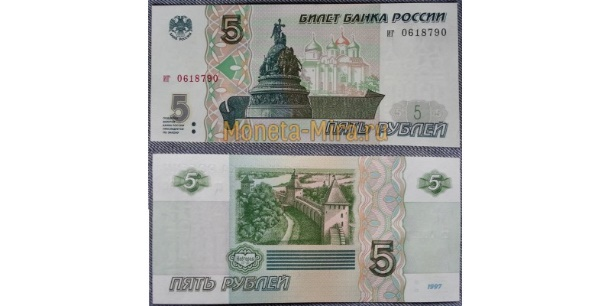 БИЛЕТ БАНКА РОССИИ
5
иг 0618790
иг 0618790
5
5
Moneta-Mira.ru
ПЯТЬ РУБЛЕЙ
5
5
Новгород
5
ПЯТЬ РУБЛЕЙ
1997